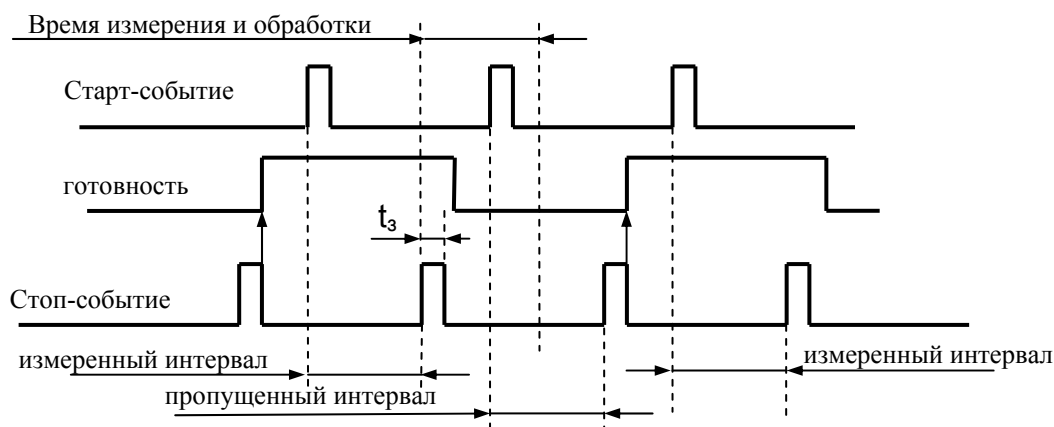 Время измерения и обработки
Старт-событие
готовность
tз
Стоп-событие
измеренный интервал
измеренный интервал
пропущенный интервал